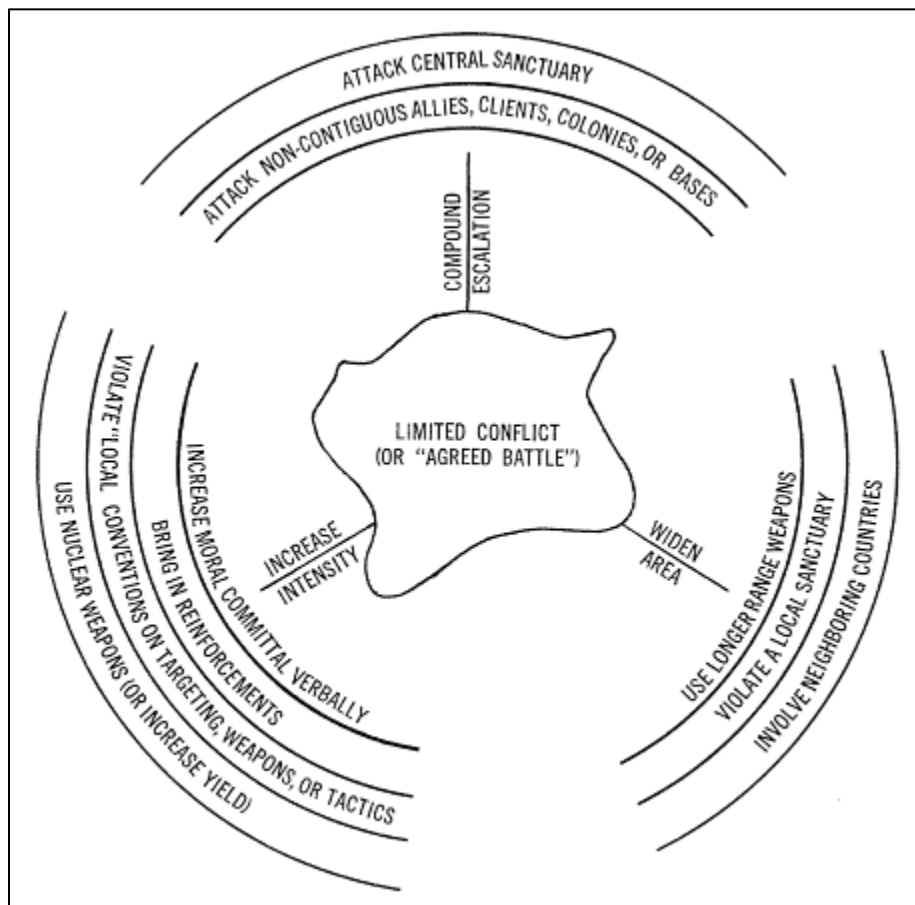 ATTACK CENTRAL SANCTUARY
ATTACK NON-CONTIGUOUS ALLIES, CLIENTS, COLONIES, OR BASES
COMPOUND
ESCALATION
LIMITED CONFLICT
(OR "AGREED BATTLE")
INCREASE
INTENSITY
WIDEN
AREA
INCREASE MORAL COMMITTAL VERBALLY
BRING IN REINFORCEMENTS
VIOLATE "LOCAL CONVENTIONS ON TARGETING, WEAPONS, OR TACTICS
USE NUCLEAR WEAPONS (OR INCREASE YIELD)
USE LONGER RANGE WEAPONS
VIOLATE A LOCAL SANCTUARY
INVOLVE NEIGHBORING COUNTRIES